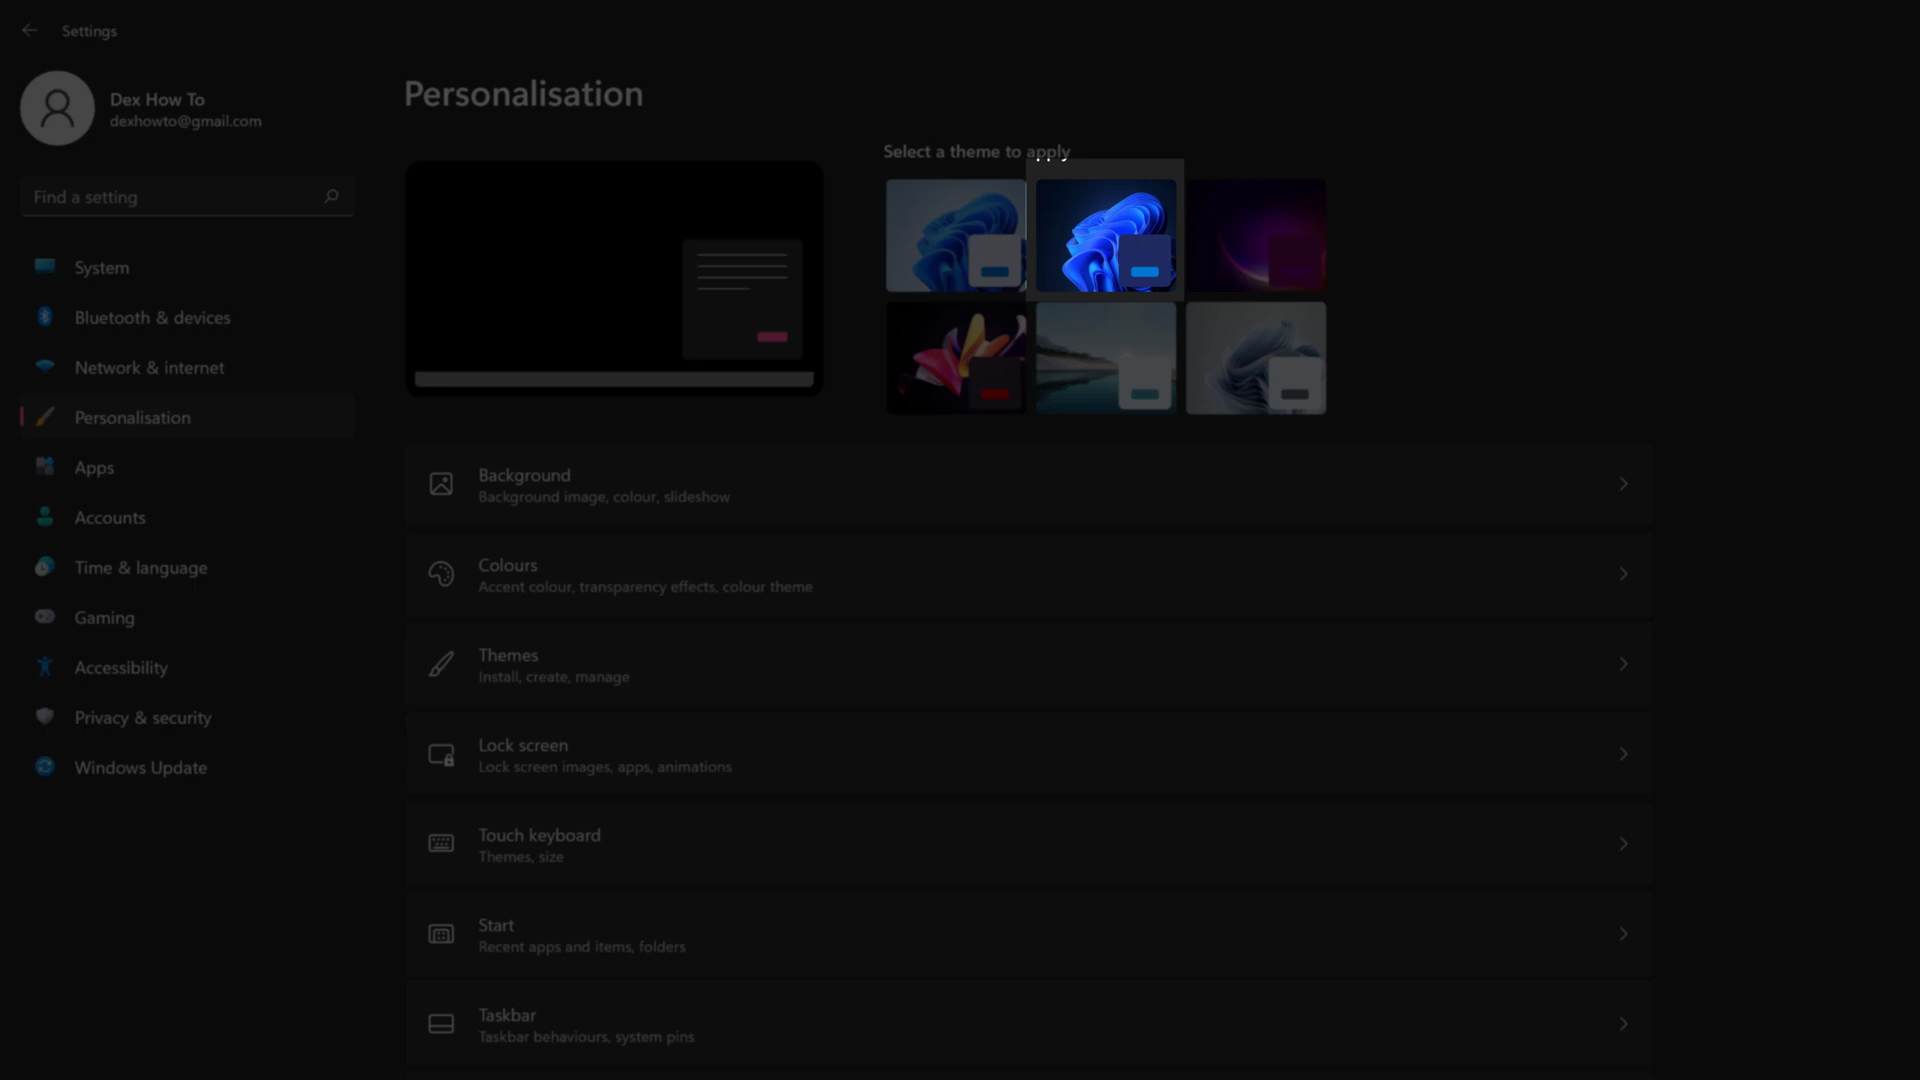 Settings
Dex How To
dexhowto@gmail.com
Find a setting
System
Bluetooth & devices
Network & internet
Personalisation
Apps
Accounts
Time & language
Gaming
Accessibility
Privacy & security
Windows Update
Personalisation
Select a theme to apply
Background
Background image, colour, slideshow
Colours
Accent colour, transparency effects, colour theme
Themes
Install, create, manage
Lock screen
Lock screen images, apps, animations
Touch keyboard
Themes, size
Start
Recent apps and items, folders
Taskbar
Taskbar behaviours, system pins